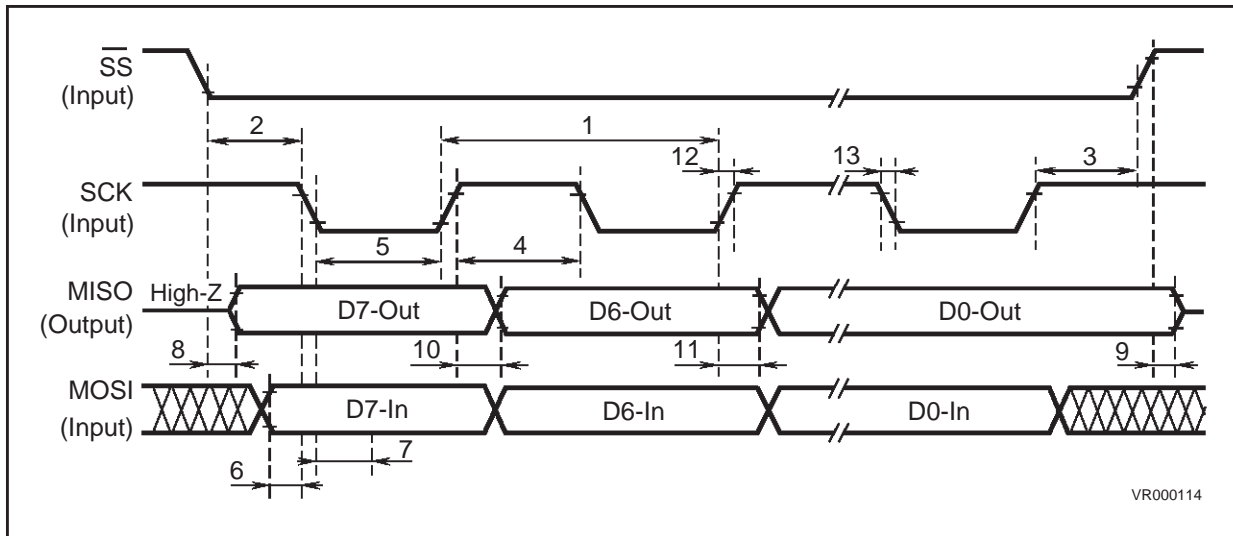 SS
(Input)
2
1
12
13
3
SCK
(Input)
5
4
MISO
(Output)
High-Z
D7-Out
D6-Out
D0-Out
8
10
11
9
MOSI
(Input)
D7-In
D6-In
D0-In
7
6
VR000114